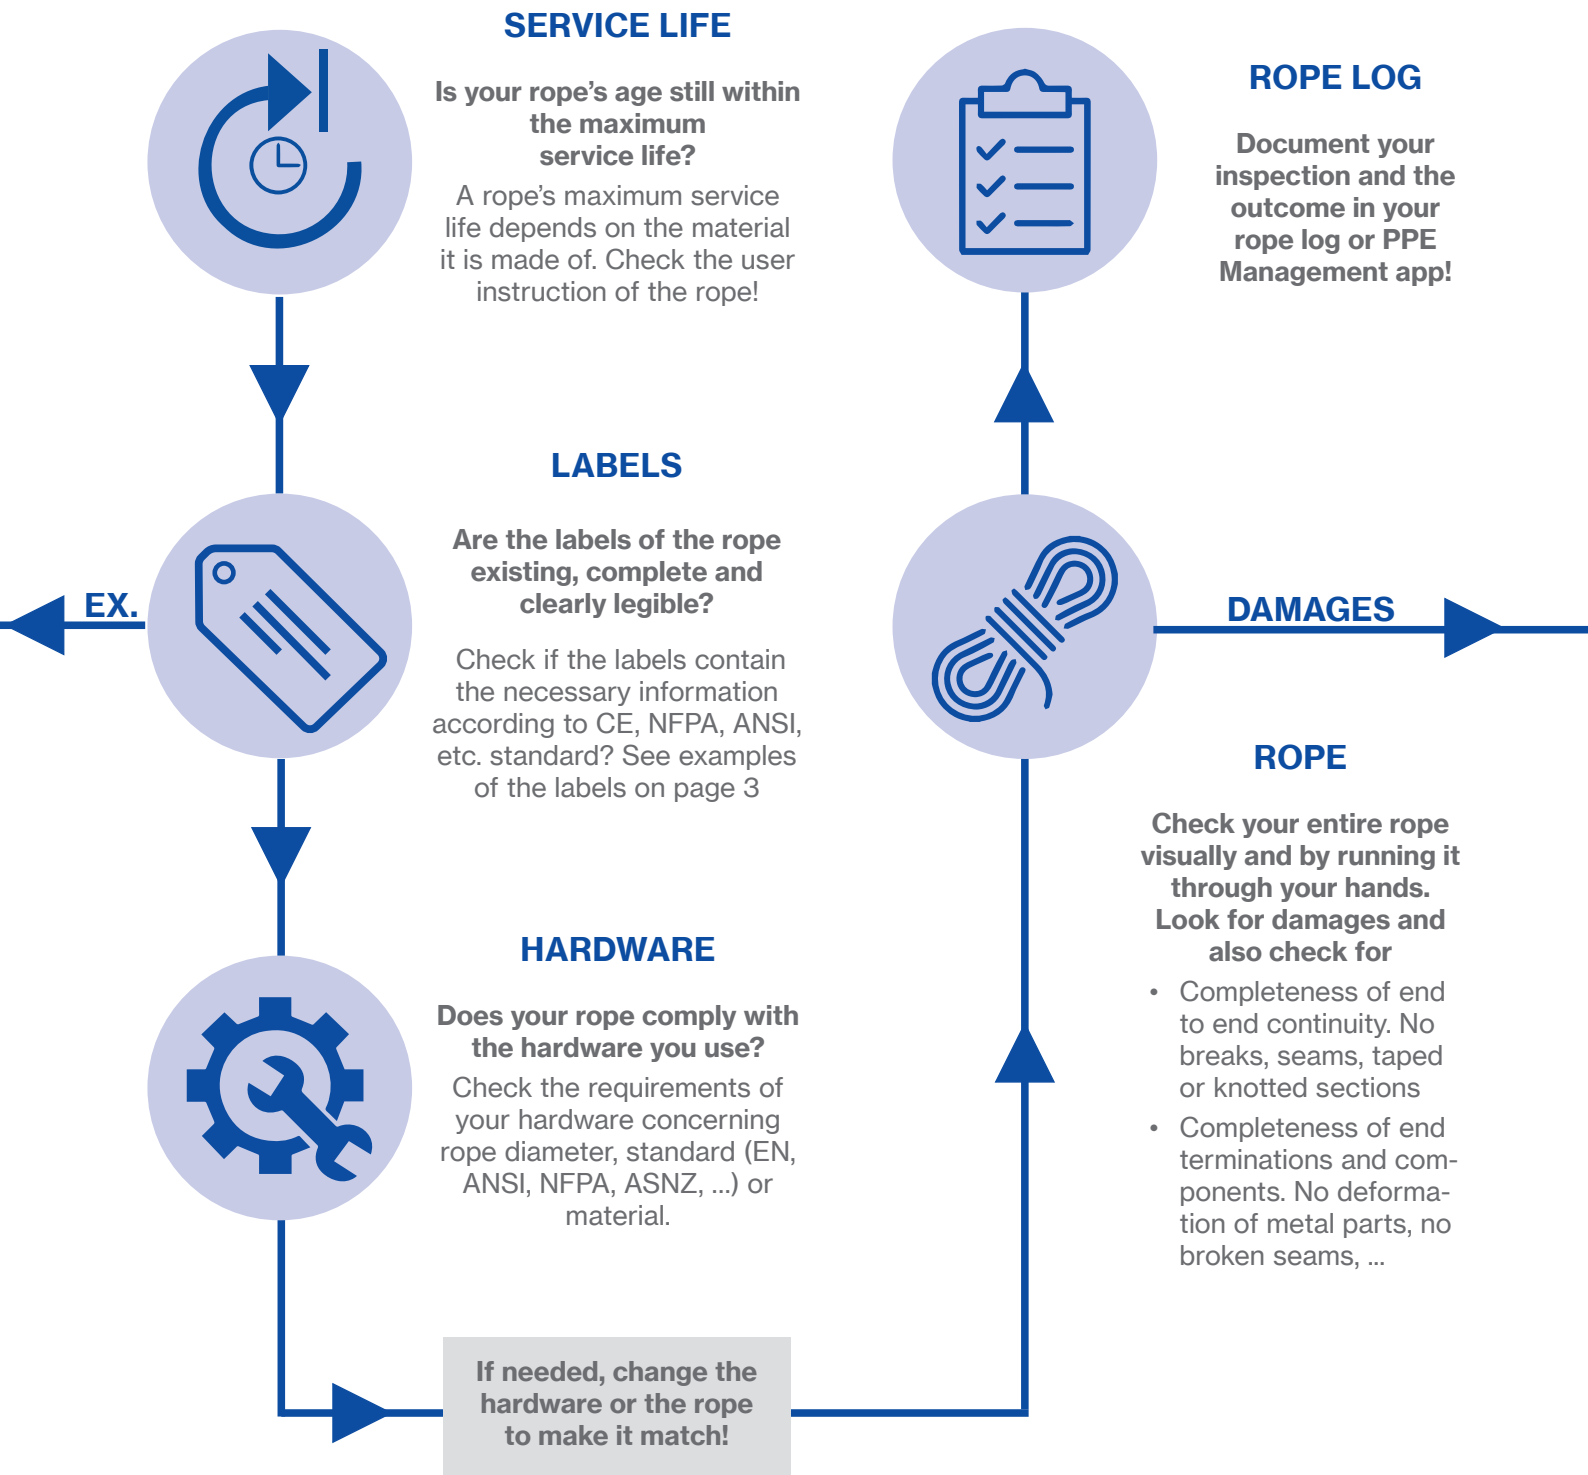 SERVICE LIFE
Is your rope's age still within
the maximum
service life?
A rope's maximum service
life depends on the material
it is made of. Check the user
instruction of the rope!
LABELS
Are the labels of the rope
existing, complete and
clearly legible?
Check if the labels contain
the necessary information
according to CE, NFPA, ANSI,
etc. standard? See examples
of the labels on page 3
EX.
HARDWARE
Does your rope comply with
the hardware you use?
Check the requirements of
your hardware concerning
rope diameter, standard (EN,
ANSI, NFPA, ASNZ, ...) or
material.
If needed, change the
hardware or the rope
to make it match!
ROPE
Check your entire rope
visually and by running it
through your hands.
Look for damages and
also check for
• Completeness of end
to end continuity. No
breaks, seams, taped
or knotted sections
• Completeness of end
terminations and com-
ponents. No deforma-
tion of metal parts, no
broken seams, ...
DAMAGES
ROPE LOG
Document your
inspection and the
outcome in your
rope log or PPE
Management app!